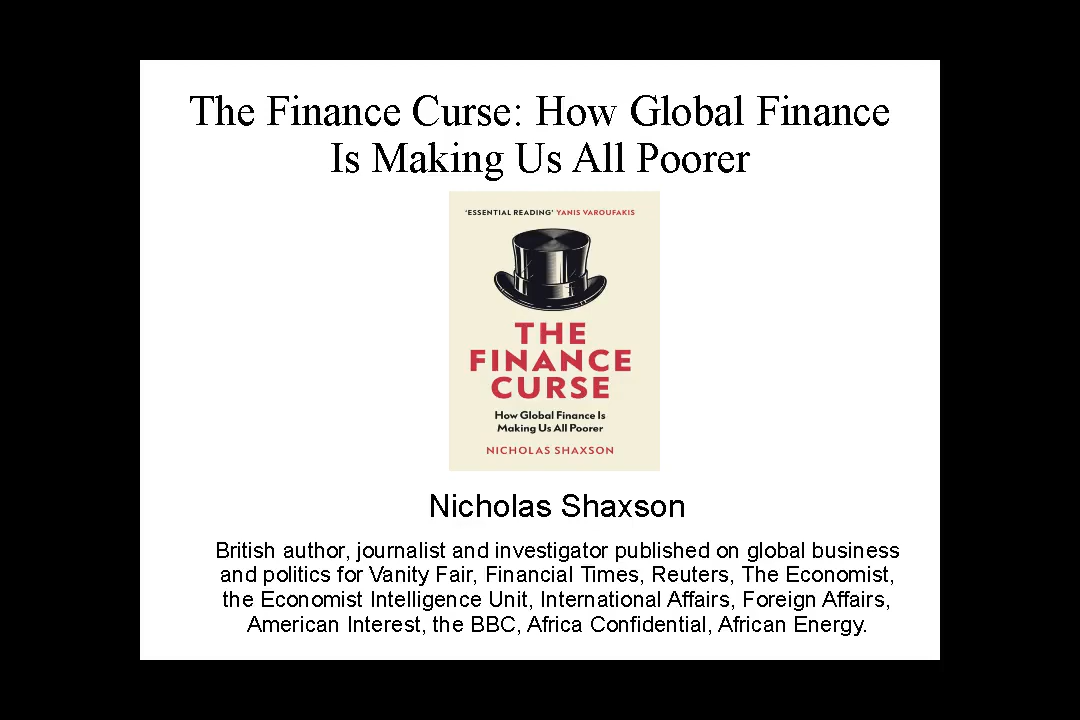 The Finance Curse: How Global Finance
Is Making Us All Poorer
'ESSENTIAL READING' YANIS VAROUFAKIS
THE
FINANCE
CURSE
How Global Finance Is
Making Us All Poorer
NICHOLAS SHAXSON
Nicholas Shaxson
British author, journalist and investigator published on global business
and politics for Vanity Fair, Financial Times, Reuters, The Economist,
the Economist Intelligence Unit, International Affairs, Foreign Affairs,
American Interest, the BBC, Africa Confidential, African Energy.